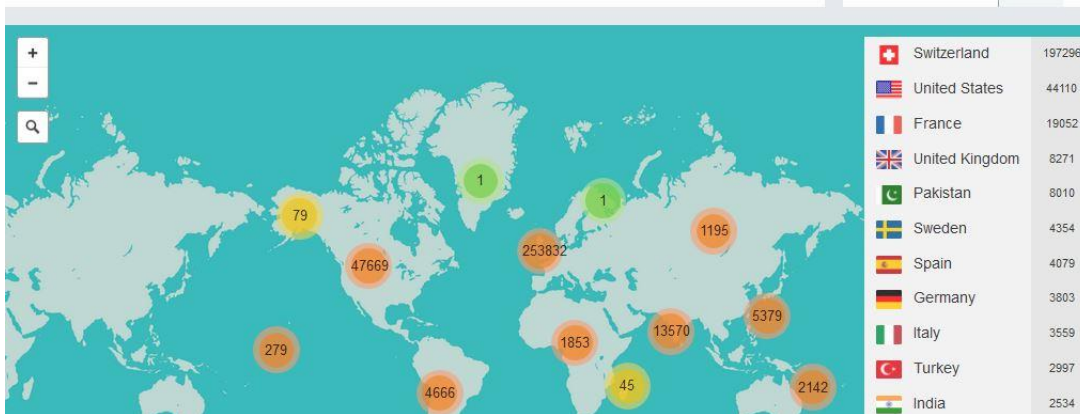 +
−
1
1
79
1195
253832
47669
5379
13570
1853
279
45
2142
4666
Switzerland 197296
United States 44110
France 19052
United Kingdom 8271
Pakistan 8010
Sweden 4354
Spain 4079
Germany 3803
Italy 3559
Turkey 2997
India 2534